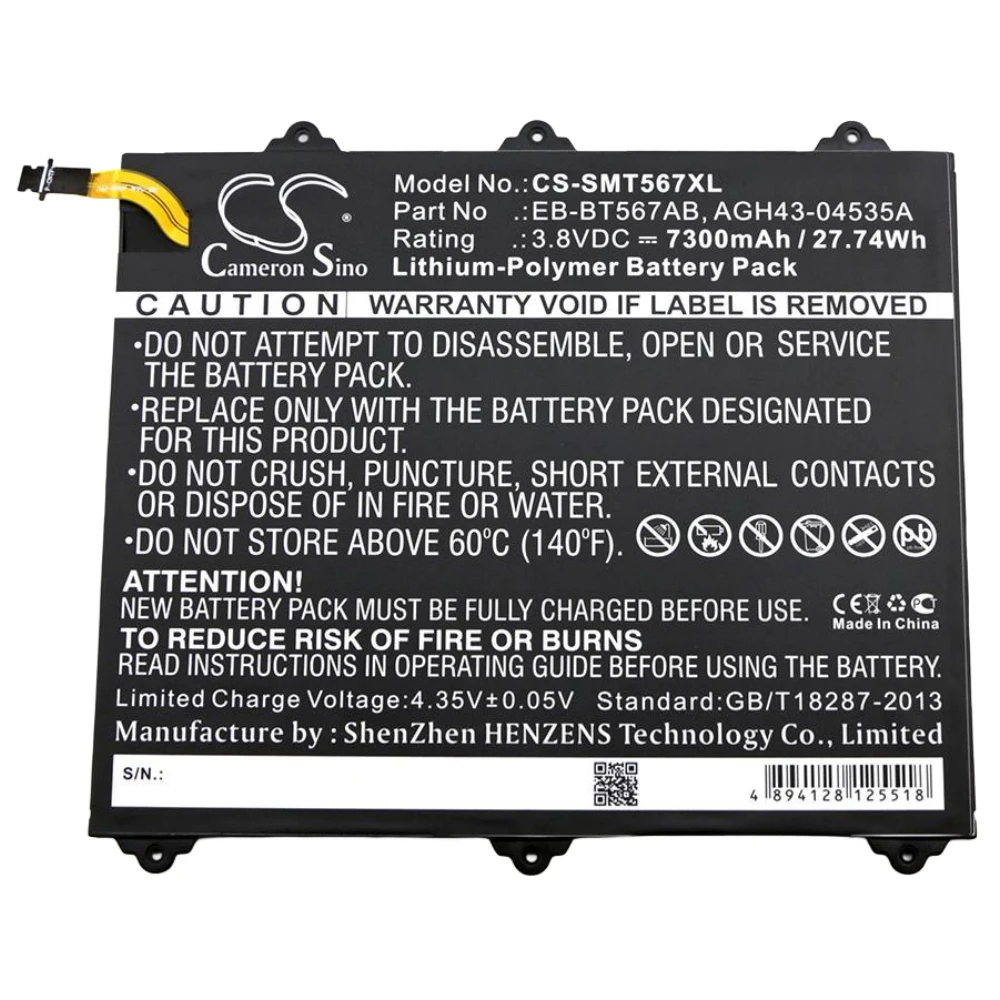 CS
Cameron Sino
Model No.: CS-SMT567XL
Part No .: EB-BT567AB, AGH43-04535A
Rating .: 3.8VDC ⎓ 7300mAh / 27.74Wh
Lithium-Polymer Battery Pack
CAUTION WARRANTY VOID IF LABEL IS REMOVED
•DO NOT ATTEMPT TO DISASSEMBLE, OPEN OR SERVICE
THE BATTERY PACK.
•REPLACE ONLY WITH THE BATTERY PACK DESIGNATED
FOR THIS PRODUCT.
•DO NOT CRUSH, PUNCTURE, SHORT EXTERNAL CONTACTS
OR DISPOSE OF IN FIRE OR WATER.
•DO NOT STORE ABOVE 60°C (140°F).
Pb
ATTENTION!
NEW BATTERY PACK MUST BE FULLY CHARGED BEFORE USE.
CE
Made In China
TO REDUCE RISK OF FIRE OR BURNS
READ INSTRUCTIONS IN OPERATING GUIDE BEFORE USING THE BATTERY.
Limited Charge Voltage:4.35V±0.05V Standard:GB/T18287-2013
Manufacture by : ShenZhen HENZENS Technology Co., Limited
S/N.:
4 894128 125518